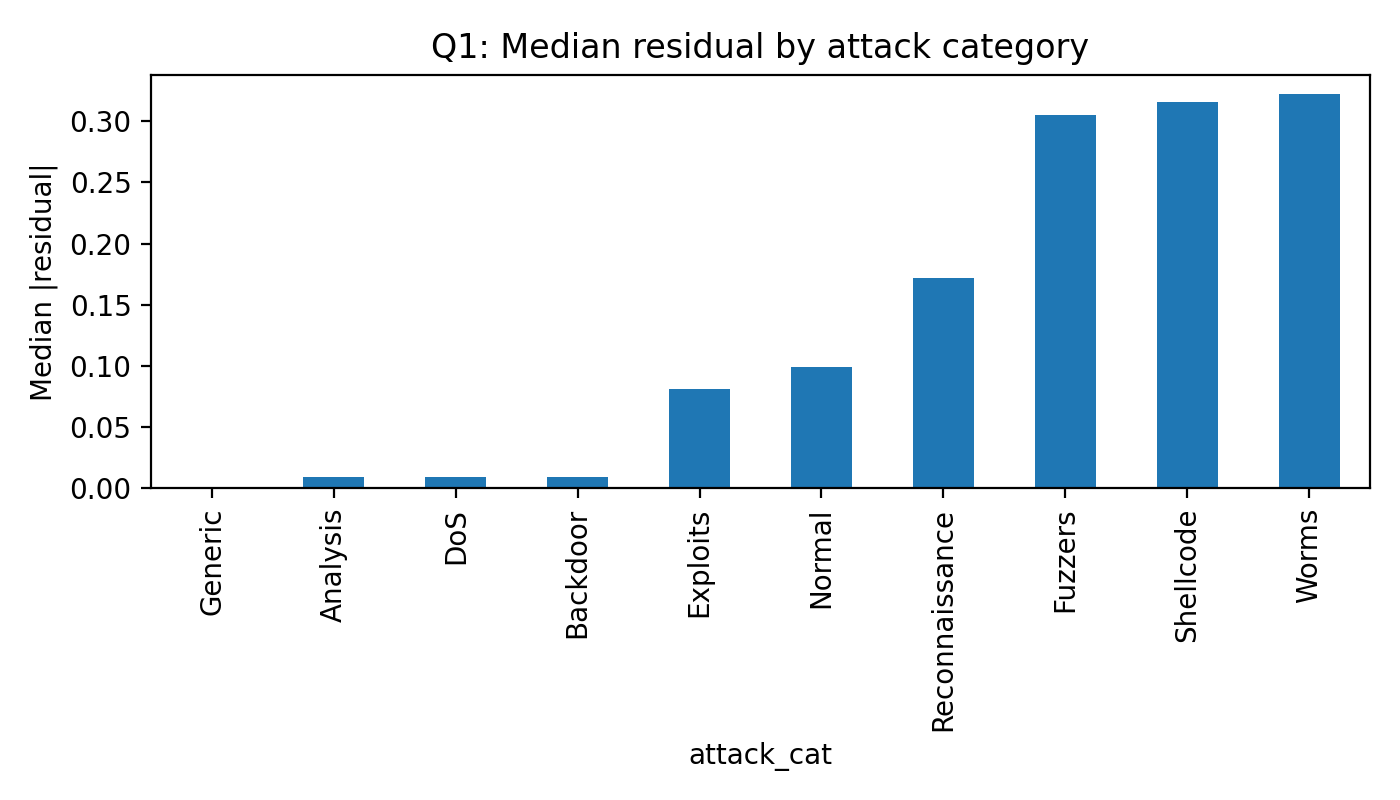 Q1: Median residual by attack category
Median |residual|
0.30
0.25
0.20
0.15
0.10
0.05
0.00
Generic
Analysis
DoS
Backdoor
Exploits
Normal
Reconnaissance
Fuzzers
Shellcode
Worms
attack_cat